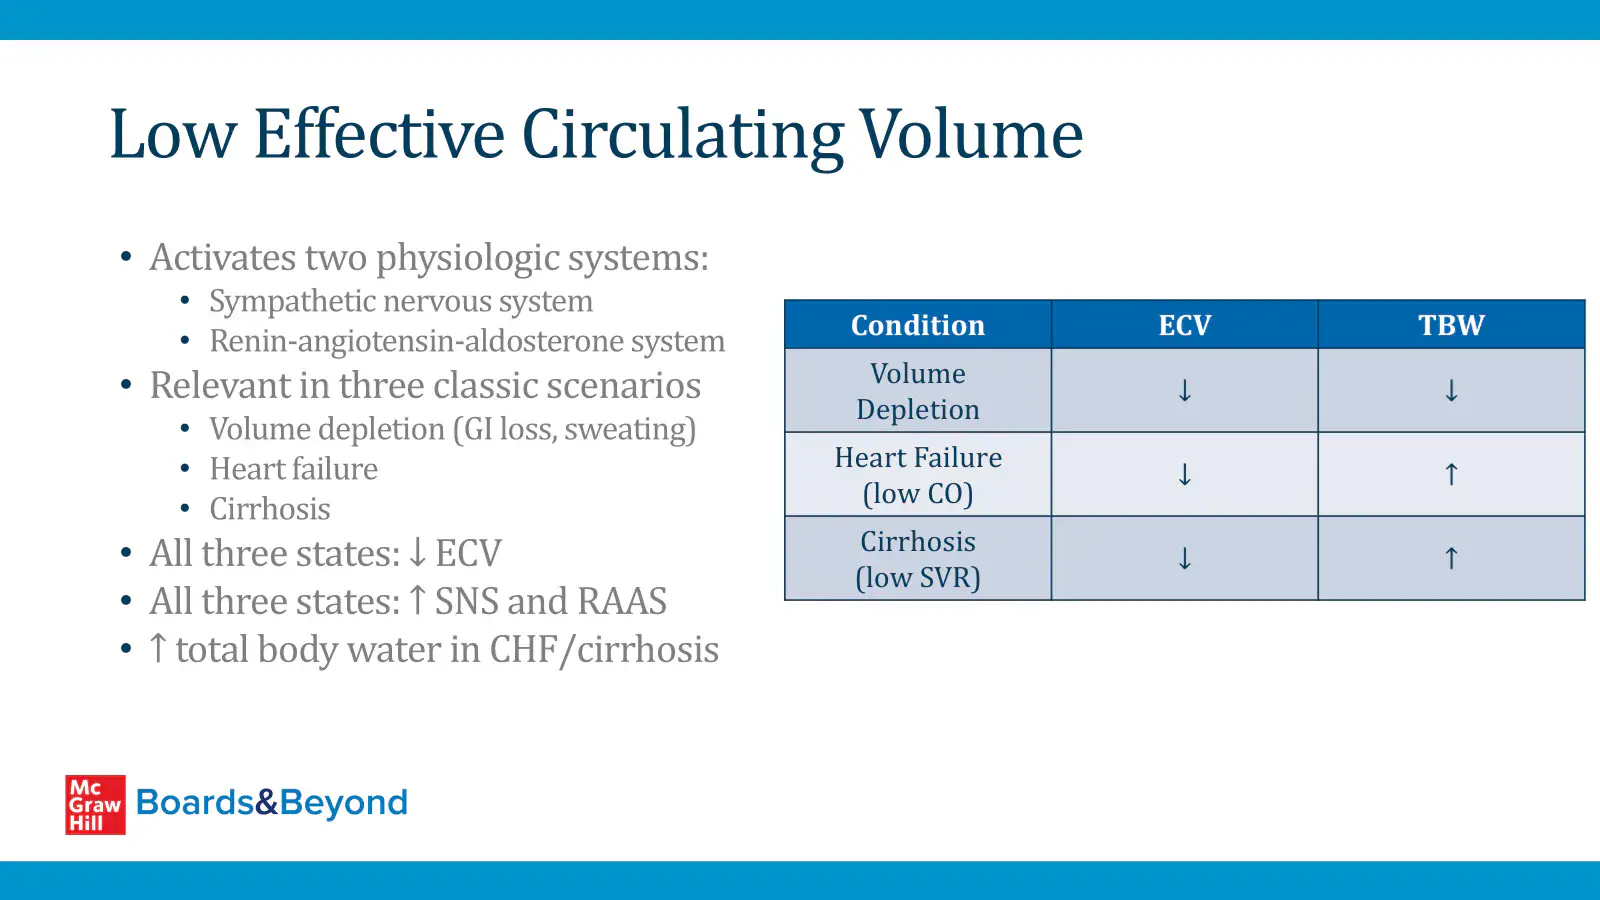 Low Effective Circulating Volume
• Activates two physiologic systems:
• Sympathetic nervous system
• Renin-angiotensin-aldosterone system
• Relevant in three classic scenarios
• Volume depletion (GI loss, sweating)
• Heart failure
• Cirrhosis
• All three states: ↓ ECV
• All three states: ↑ SNS and RAAS
• ↑ total body water in CHF/cirrhosis
Condition ECV TBW
Volume
Depletion ↓ ↓
Heart Failure
(low CO) ↓ ↑
Cirrhosis
(low SVR) ↓ ↑
Mc
Graw
Hill
Boards&Beyond